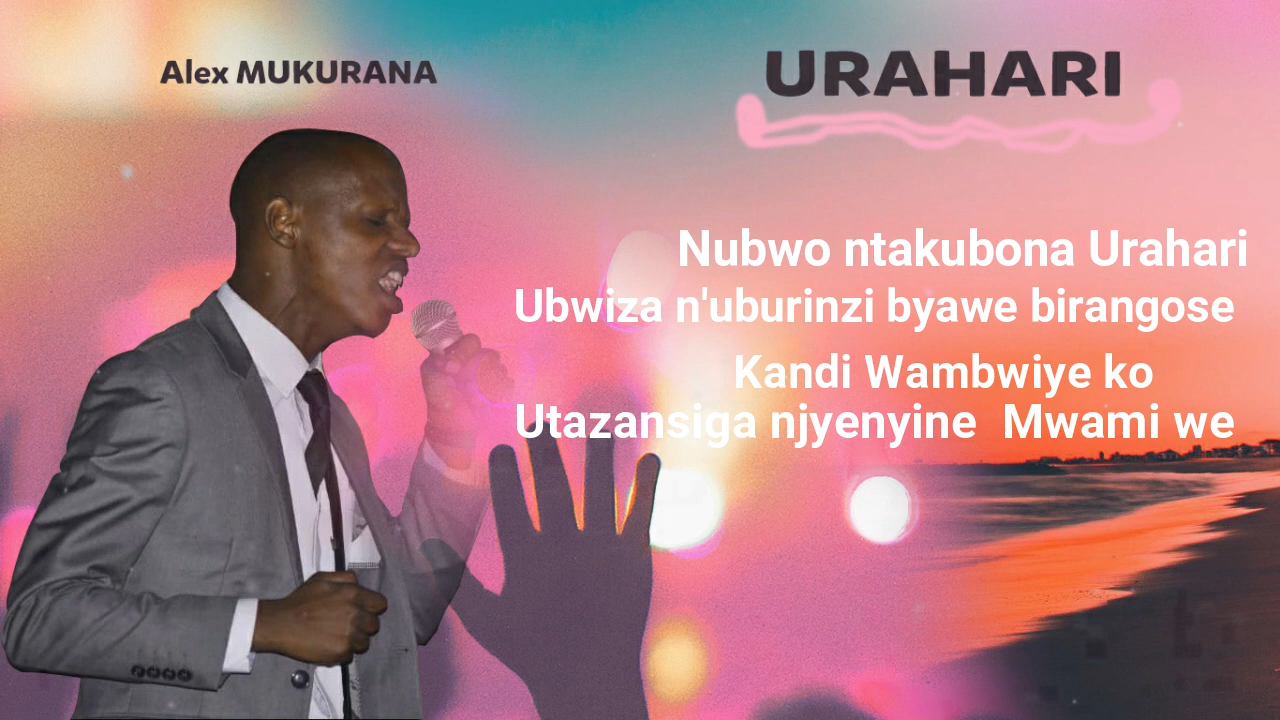 Alex MUKURANA
URAHARI
Nubwo ntakubona Urahari
Ubwiza n'uburinzi byawe birangose
Kandi Wambwiye ko
Utazansiga njyenyine Mwami we